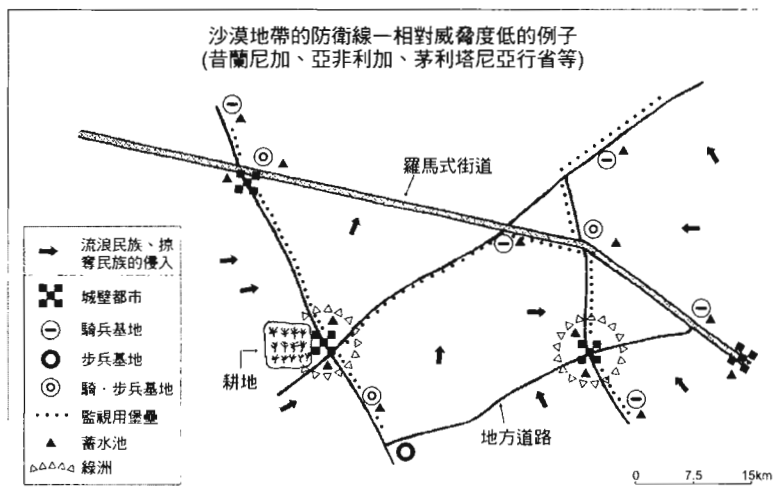 沙漠地帶的防衛線—相對威脅度低的例子
(昔蘭尼加、亞非利加、茅利塔尼亞行省等)
羅馬式街道
流浪民族、掠
奪民族的侵入
城壁都市
騎兵基地
步兵基地
騎．步兵基地
監視用堡壘
蓄水池
綠洲
耕地
地方道路
0 7.5 15km